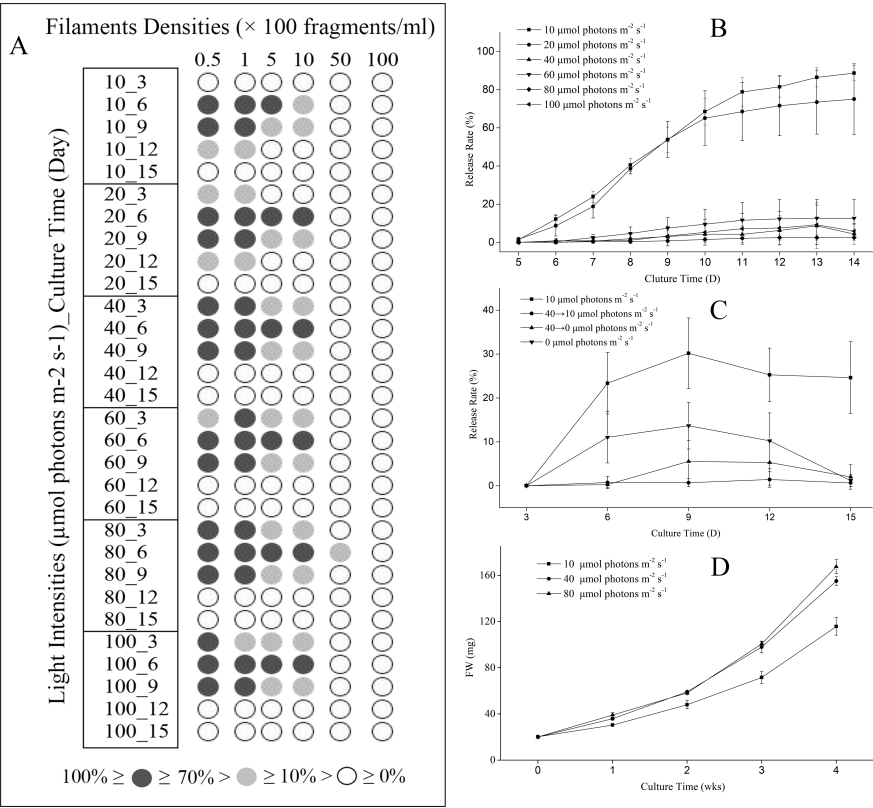 A
Filaments Densities (× 100 fragments/ml)
0.5 1 5 10 50 100
Light Intensities (μmol photons m-2 s-1)_Culture Time (Day)
10_3
10_6
10_9
10_12
10_15
20_3
20_6
20_9
20_12
20_15
40_3
40_6
40_9
40_12
40_15
60_3
60_6
60_9
60_12
60_15
80_3
80_6
80_9
80_12
80_15
100_3
100_6
100_9
100_12
100_15
100% ≥ ≥ 70% > ≥ 10% > ≥ 0%
B
10 μmol photons m-2 s-1
20 μmol photons m-2 s-1
40 μmol photons m-2 s-1
60 μmol photons m-2 s-1
80 μmol photons m-2 s-1
100 μmol photons m-2 s-1
Release Rate (%)
100
80
60
40
20
0
5 6 7 8 9 10 11 12 13 14
Cluture Time (D)
C
10 μmol photons m-2 s-1
40→10 μmol photons m-2 s-1
40→0 μmol photons m-2 s-1
0 μmol photons m-2 s-1
Release Rate (%)
40
30
20
10
0
3 6 9 12 15
Culture Time (D)
D
10 μmol photons m-2 s-1
40 μmol photons m-2 s-1
80 μmol photons m-2 s-1
FW (mg)
160
120
80
40
0
0 1 2 3 4
Culture Time (wks)